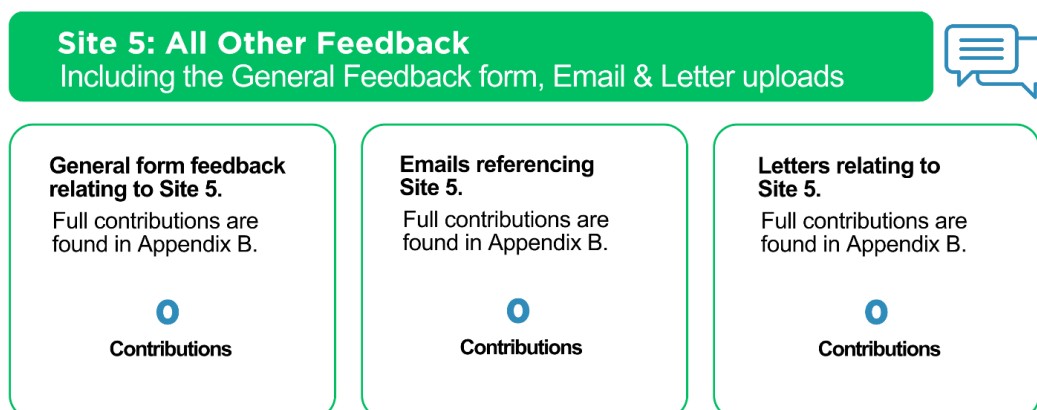 Site 5: All Other Feedback
Including the General Feedback form, Email & Letter uploads
General form feedback
relating to Site 5.
Full contributions are
found in Appendix B.
0
Contributions
Emails referencing
Site 5.
Full contributions are
found in Appendix B.
0
Contributions
Letters relating to
Site 5.
Full contributions are
found in Appendix B.
0
Contributions